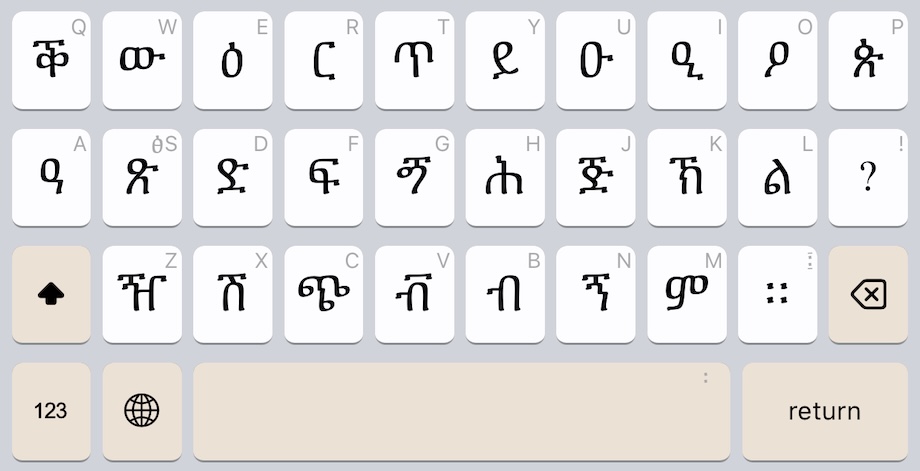 Q W E R T Y U I O P
ቕ ው ዕ ር ጥ ይ ዑ ዒ ዖ ጵ
A ፅS D F G H J K L !
ዓ ጽ ድ ፍ ጝ ሕ ጅ ኽ ል ?
Z X C V B N M
ዥ ሽ ጭ ቭ ብ ኝ ም ።
፡
123 return